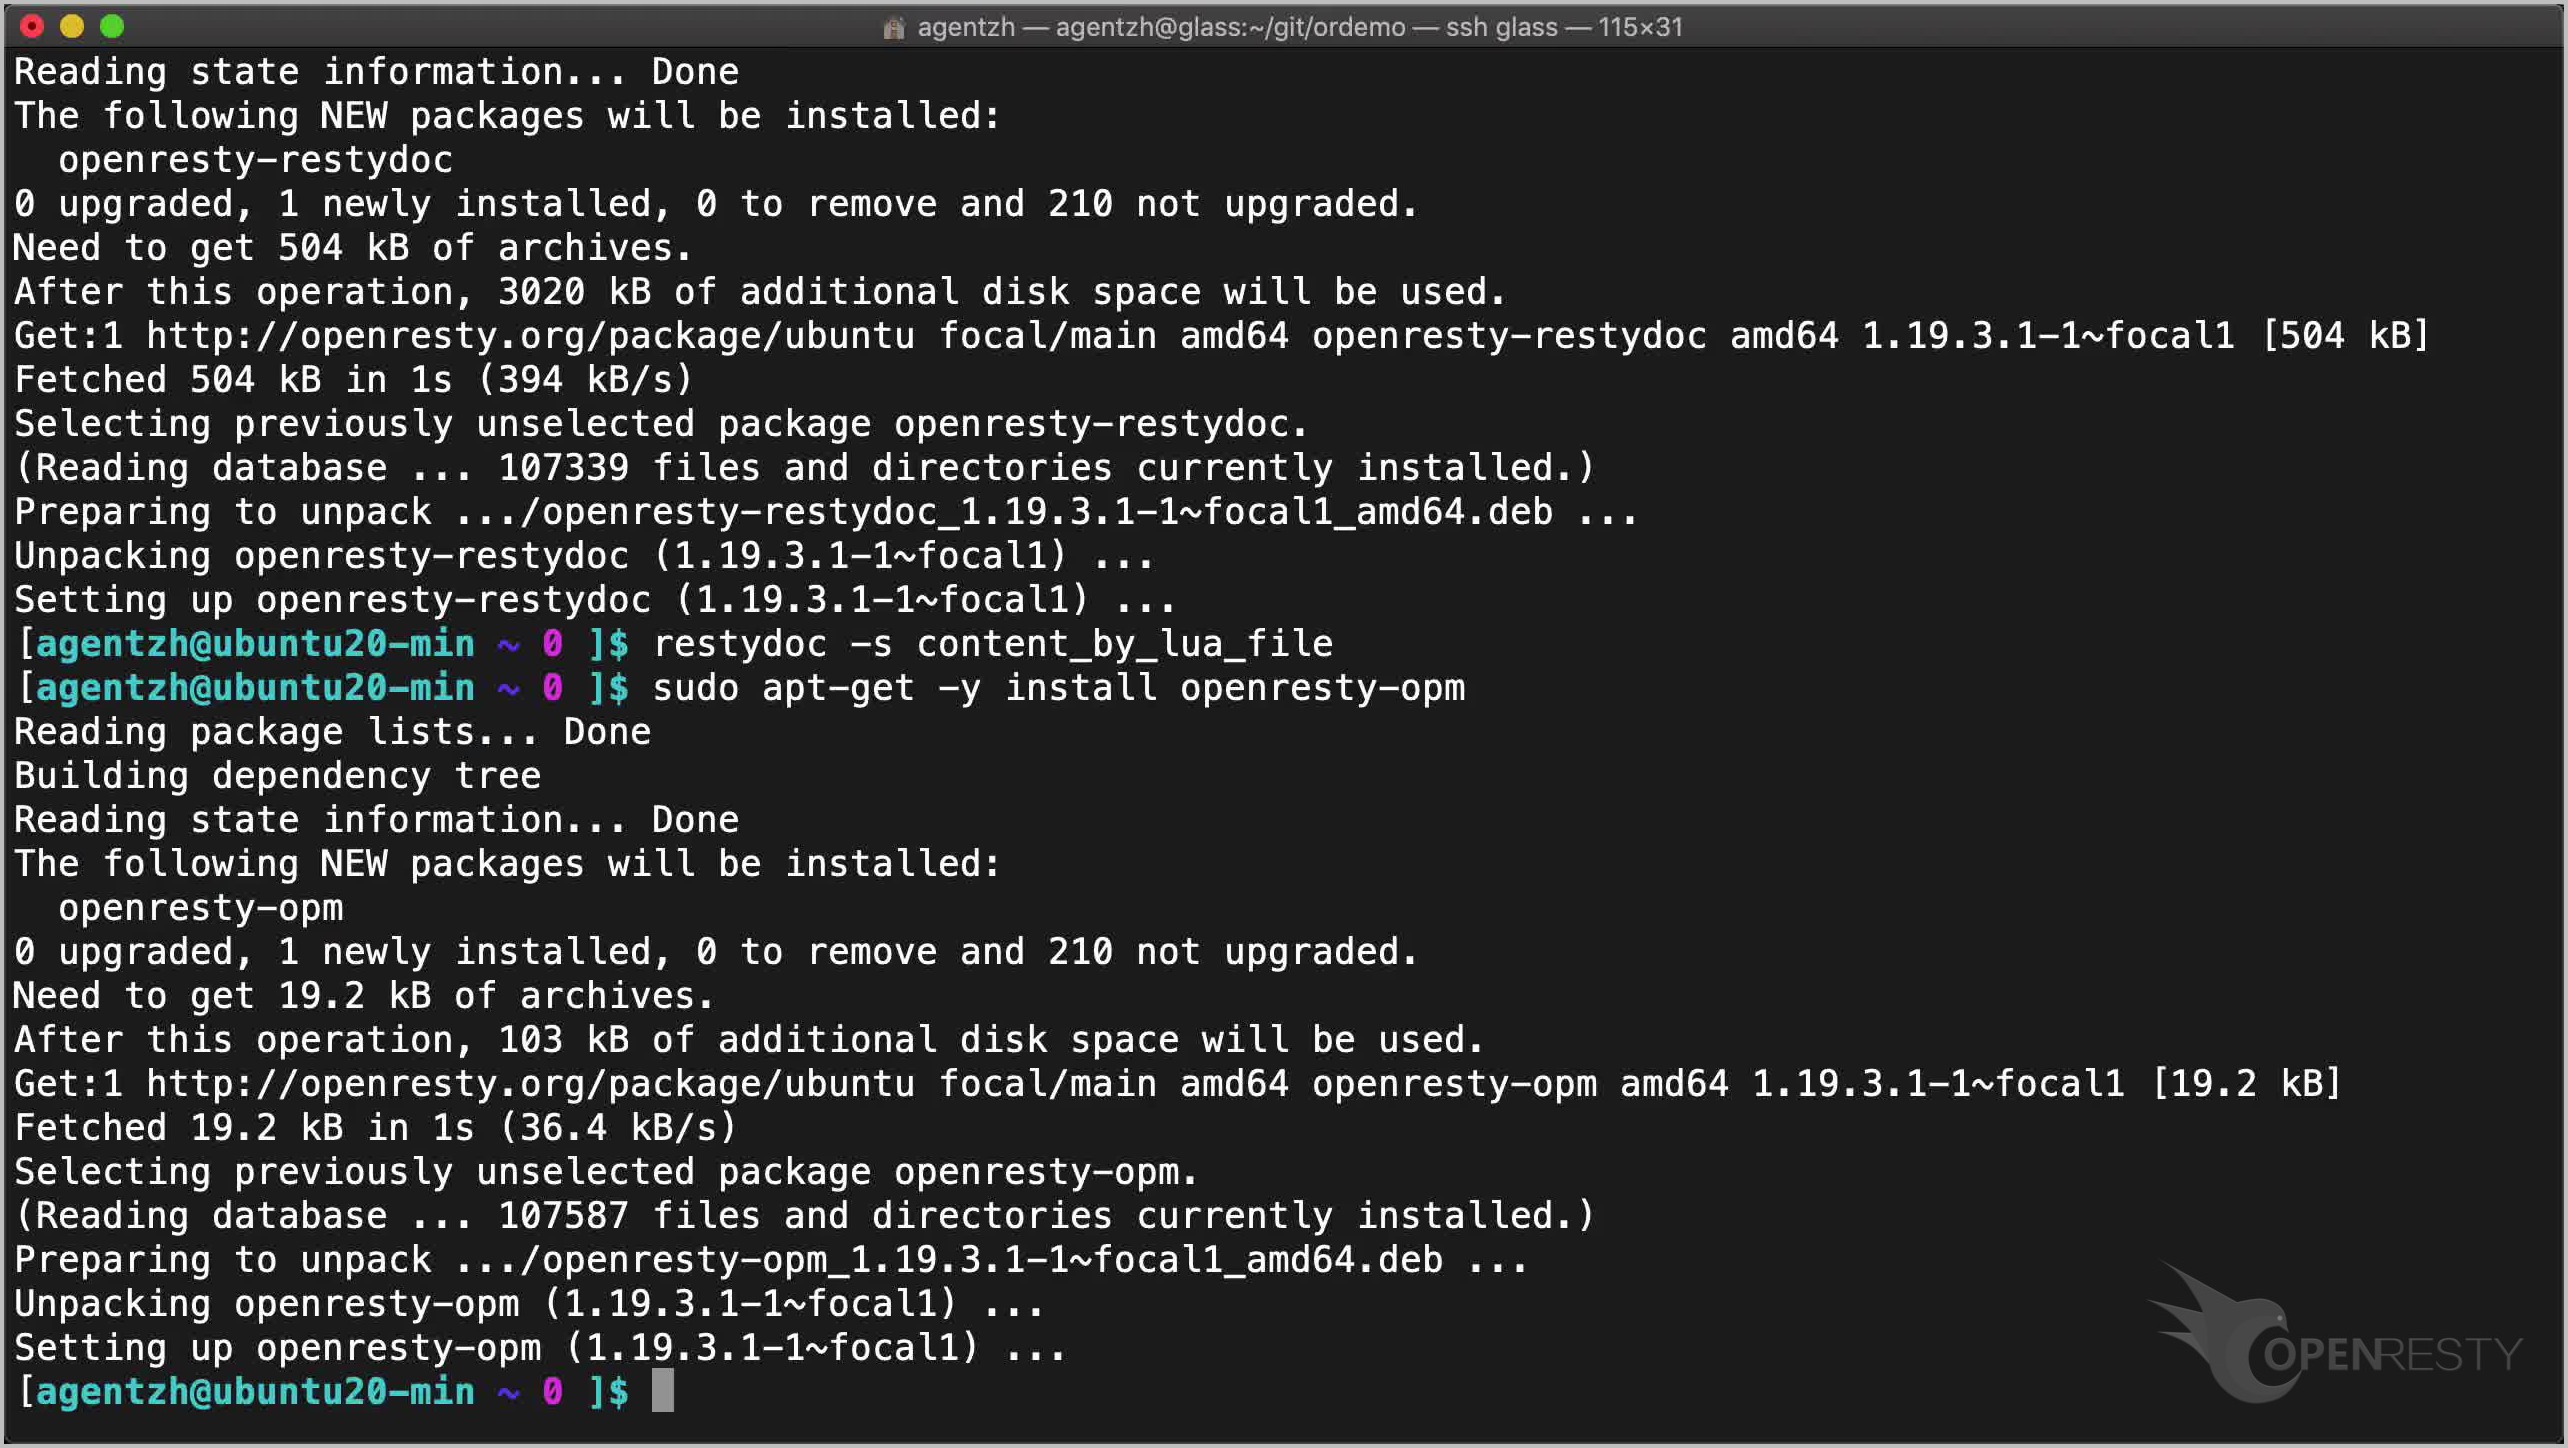 agentzh — agentzh@glass:~/git/ordemo — ssh glass — 115×31
Reading state information... Done
The following NEW packages will be installed:
  openresty-restydoc
0 upgraded, 1 newly installed, 0 to remove and 210 not upgraded.
Need to get 504 kB of archives.
After this operation, 3020 kB of additional disk space will be used.
Get:1 http://openresty.org/package/ubuntu focal/main amd64 openresty-restydoc amd64 1.19.3.1-1~focal1 [504 kB]
Fetched 504 kB in 1s (394 kB/s)
Selecting previously unselected package openresty-restydoc.
(Reading database ... 107339 files and directories currently installed.)
Preparing to unpack .../openresty-restydoc_1.19.3.1-1~focal1_amd64.deb ...
Unpacking openresty-restydoc (1.19.3.1-1~focal1) ...
Setting up openresty-restydoc (1.19.3.1-1~focal1) ...
[agentzh@ubuntu20-min ~ 0 ]$ restydoc -s content_by_lua_file
[agentzh@ubuntu20-min ~ 0 ]$ sudo apt-get -y install openresty-opm
Reading package lists... Done
Building dependency tree
Reading state information... Done
The following NEW packages will be installed:
  openresty-opm
0 upgraded, 1 newly installed, 0 to remove and 210 not upgraded.
Need to get 19.2 kB of archives.
After this operation, 103 kB of additional disk space will be used.
Get:1 http://openresty.org/package/ubuntu focal/main amd64 openresty-opm amd64 1.19.3.1-1~focal1 [19.2 kB]
Fetched 19.2 kB in 1s (36.4 kB/s)
Selecting previously unselected package openresty-opm.
(Reading database ... 107587 files and directories currently installed.)
Preparing to unpack .../openresty-opm_1.19.3.1-1~focal1_amd64.deb ...
Unpacking openresty-opm (1.19.3.1-1~focal1) ...
Setting up openresty-opm (1.19.3.1-1~focal1) ...
[agentzh@ubuntu20-min ~ 0 ]$
OPENRESTY